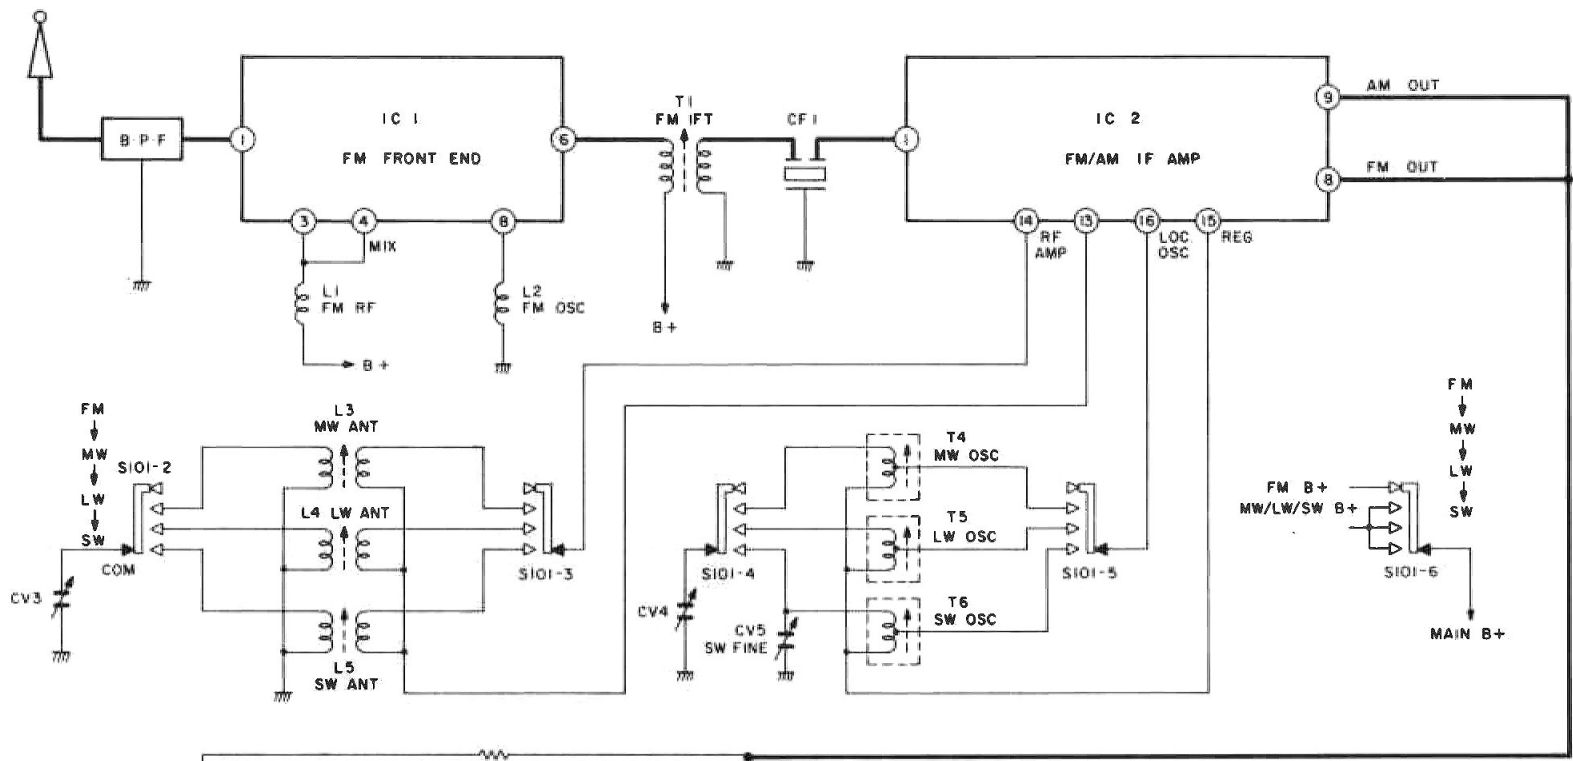 B·P·F
1
IC 1
FM FRONT END
6
3
4
8
MIX
L1
FM RF
B+
L2
FM OSC
T1
FM IFT
B+
CF1
1
IC 2
FM/AM IF AMP
9
AM OUT
8
FM OUT
14
13
16
15
RF
AMP
LOC
OSC
REG
FM
MW
LW
SW
S101-2
COM
CV3
L3
MW ANT
L4 LW ANT
L5
SW ANT
S101-3
S101-4
CV4
CV5
SW FINE
T4
MW OSC
T5
LW OSC
T6
SW OSC
S101-5
FM B+
MW/LW/SW B+
FM
MW
LW
SW
S101-6
MAIN B+